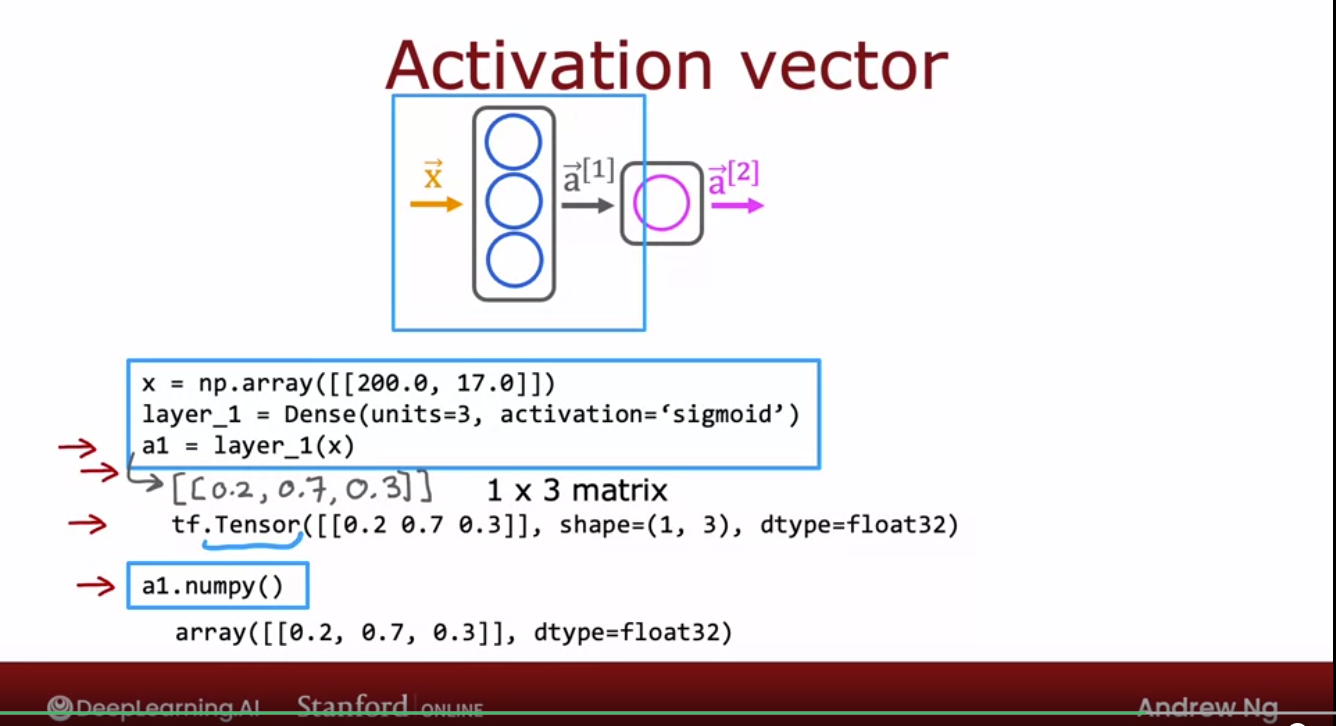 Activation vector
x⃗
a⃗[1]
a⃗[2]
x = np.array([[200.0, 17.0]])
layer_1 = Dense(units=3, activation=‘sigmoid’)
a1 = layer_1(x)
[[0.2, 0.7, 0.3]] 1 x 3 matrix
tf.Tensor([[0.2 0.7 0.3]], shape=(1, 3), dtype=float32)
a1.numpy()
array([[0.2, 0.7, 0.3]], dtype=float32)
DeepLearning.AI Stanford ONLINE Andrew Ng